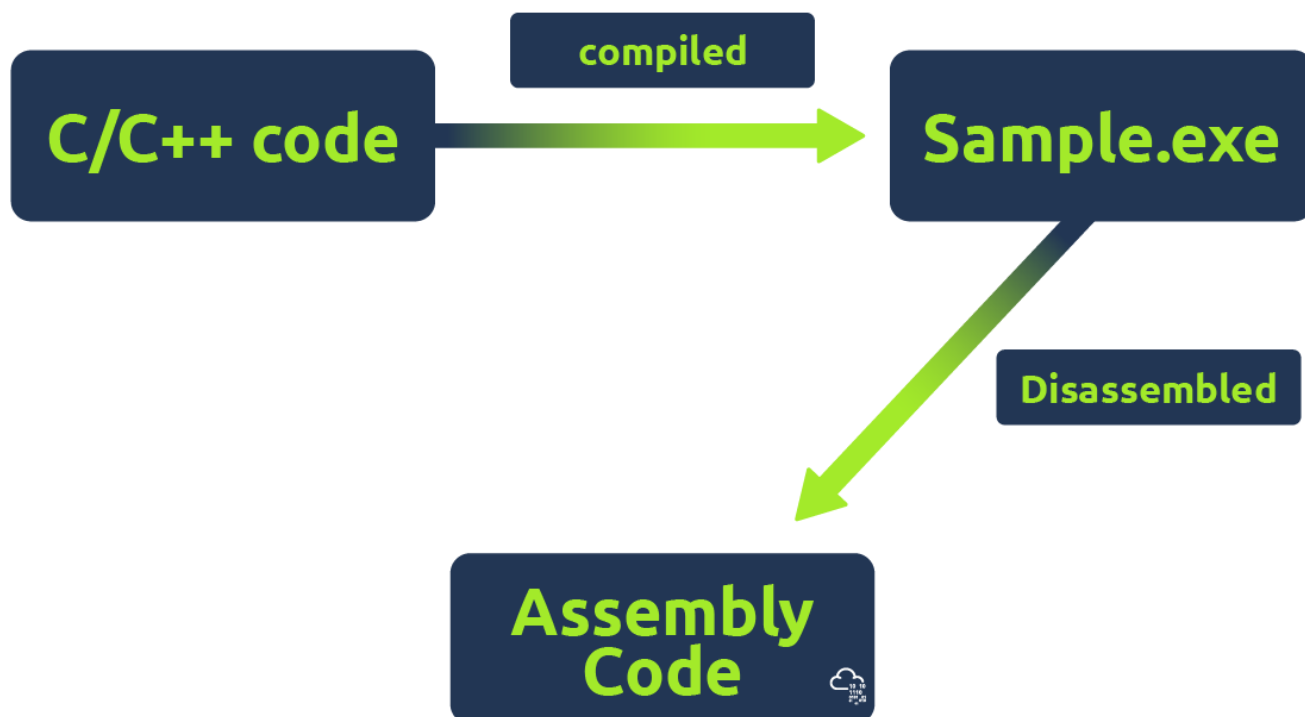 compiled
C/C++ code
Sample.exe
Disassembled
Assembly
Code